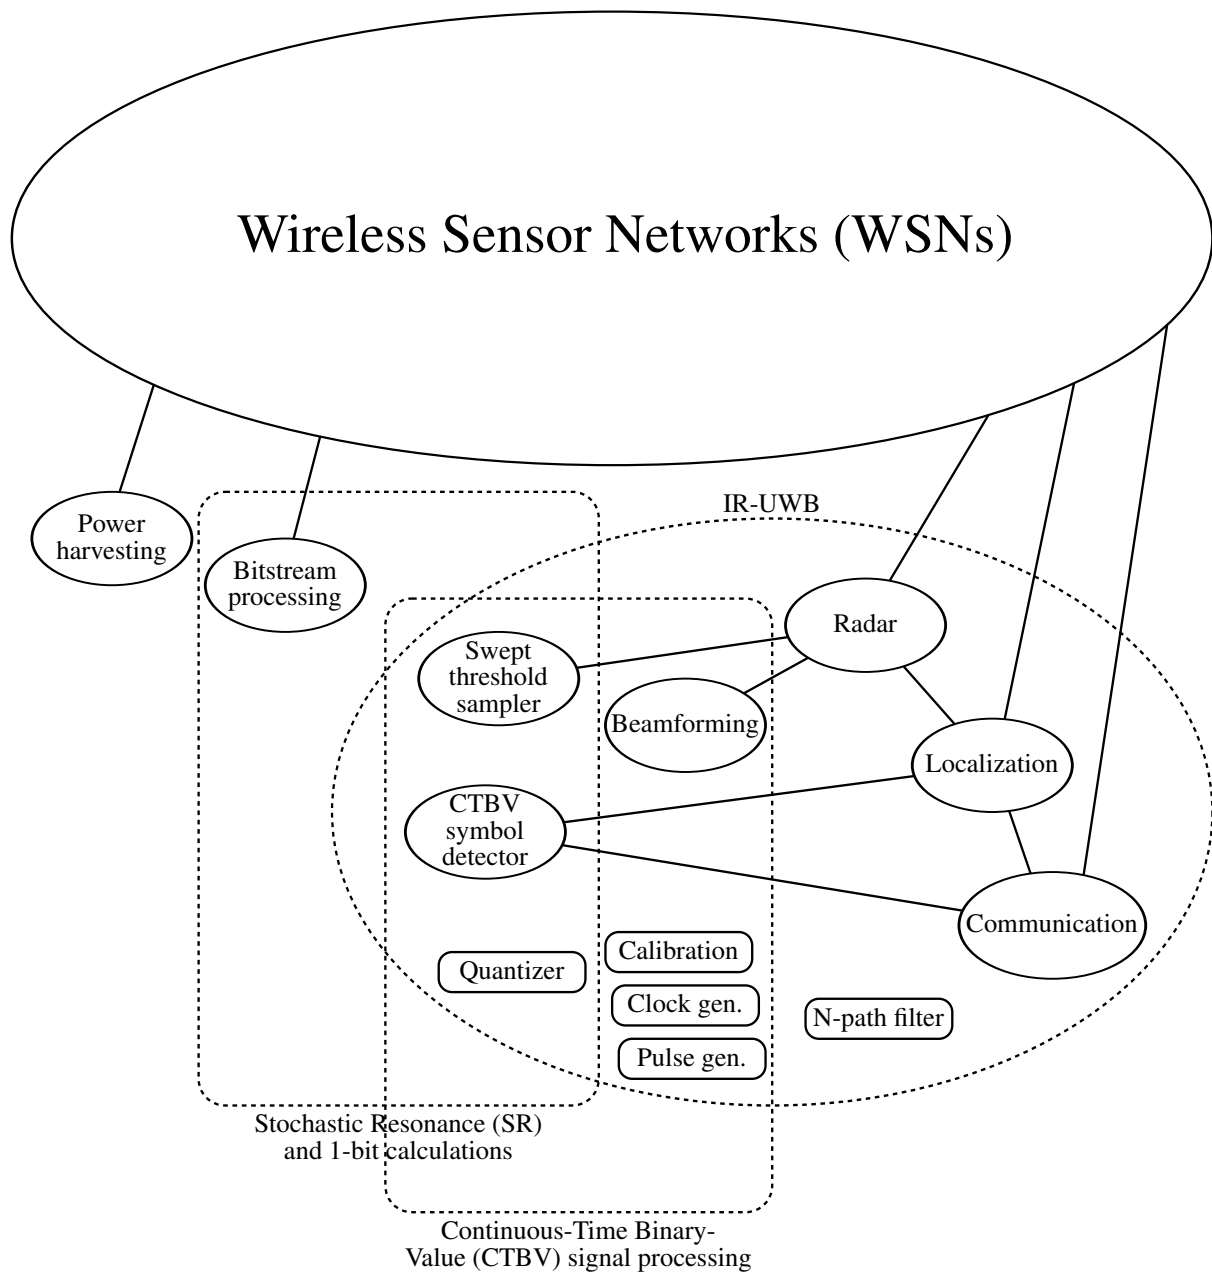 Wireless Sensor Networks (WSNs)
IR-UWB
Power
harvesting
Bitstream
processing
Radar
Swept
threshold
sampler
Beamforming
Localization
CTBV
symbol
detector
Communication
Calibration
Quantizer
Clock gen.
N-path filter
Pulse gen.
Stochastic Resonance (SR)
and 1-bit calculations
Continuous-Time Binary-
Value (CTBV) signal processing